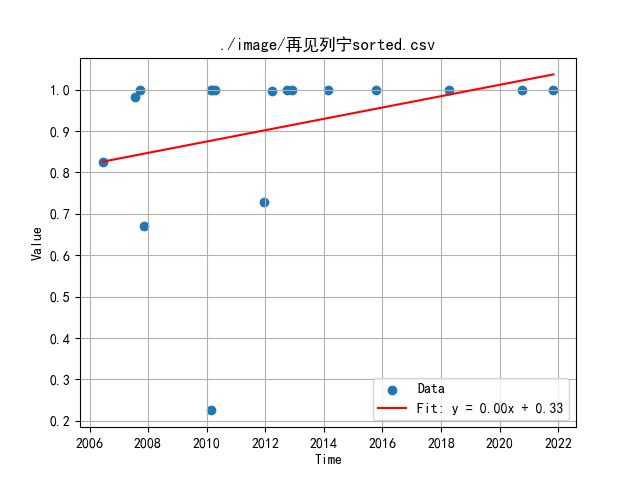 ./image/再见列宁sorted.csv
Value
1.0
0.9
0.8
0.7
0.6
0.5
0.4
0.3
0.2
Data
Fit: y = 0.00x + 0.33
2006 2008 2010 2012 2014 2016 2018 2020 2022
Time